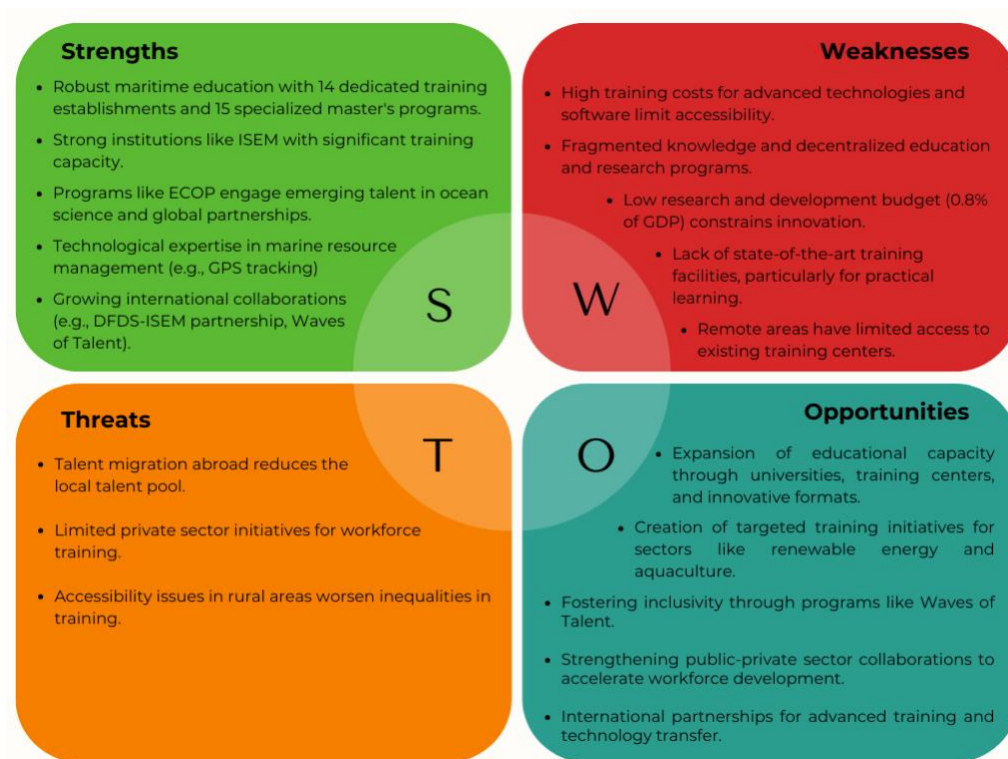 Strengths
• Robust maritime education with 14 dedicated training
establishments and 15 specialized master's programs.
• Strong institutions like ISEM with significant training
capacity.
• Programs like ECOP engage emerging talent in ocean
science and global partnerships.
• Technological expertise in marine resource
management (e.g., GPS tracking)
• Growing international collaborations
(e.g., DFDS-ISEM partnership, Waves
of Talent).
S
Weaknesses
• High training costs for advanced technologies and
software limit accessibility.
• Fragmented knowledge and decentralized education
and research programs.
• Low research and development budget (0.8%
of GDP) constrains innovation.
• Lack of state-of-the-art training
facilities, particularly for practical
learning.
• Remote areas have limited access to
existing training centers.
W
Threats
• Talent migration abroad reduces the
local talent pool.
• Limited private sector initiatives for workforce
training.
• Accessibility issues in rural areas worsen inequalities in
training.
T
Opportunities
• Expansion of educational capacity
through universities, training centers,
and innovative formats.
• Creation of targeted training initiatives for
sectors like renewable energy and
aquaculture.
• Fostering inclusivity through programs like Waves of
Talent.
• Strengthening public-private sector collaborations to
accelerate workforce development.
• International partnerships for advanced training and
technology transfer.
O